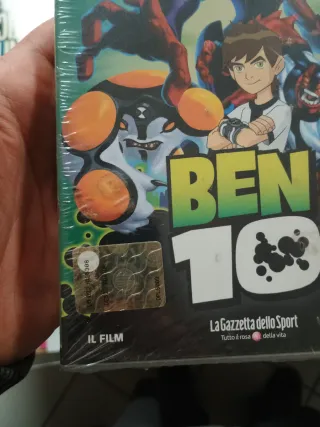 BEN
10
La Gazzetta dello Sport
Tutto il rosa della vita
IL FILM